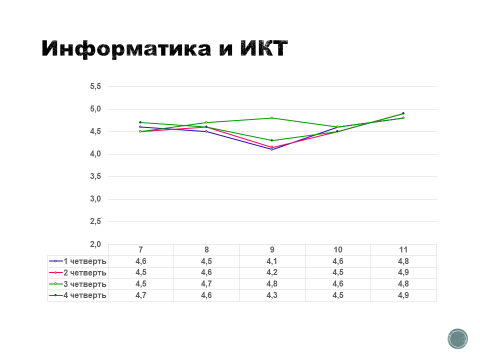 Информатика и ИКТ
5,5
5,0
4,5
4,0
3,5
3,0
2,5
2,0
7 8 9 10 11
1 четверть 4,6 4,5 4,1 4,6 4,8
2 четверть 4,5 4,6 4,2 4,5 4,9
3 четверть 4,5 4,7 4,8 4,6 4,8
4 четверть 4,7 4,6 4,3 4,5 4,9